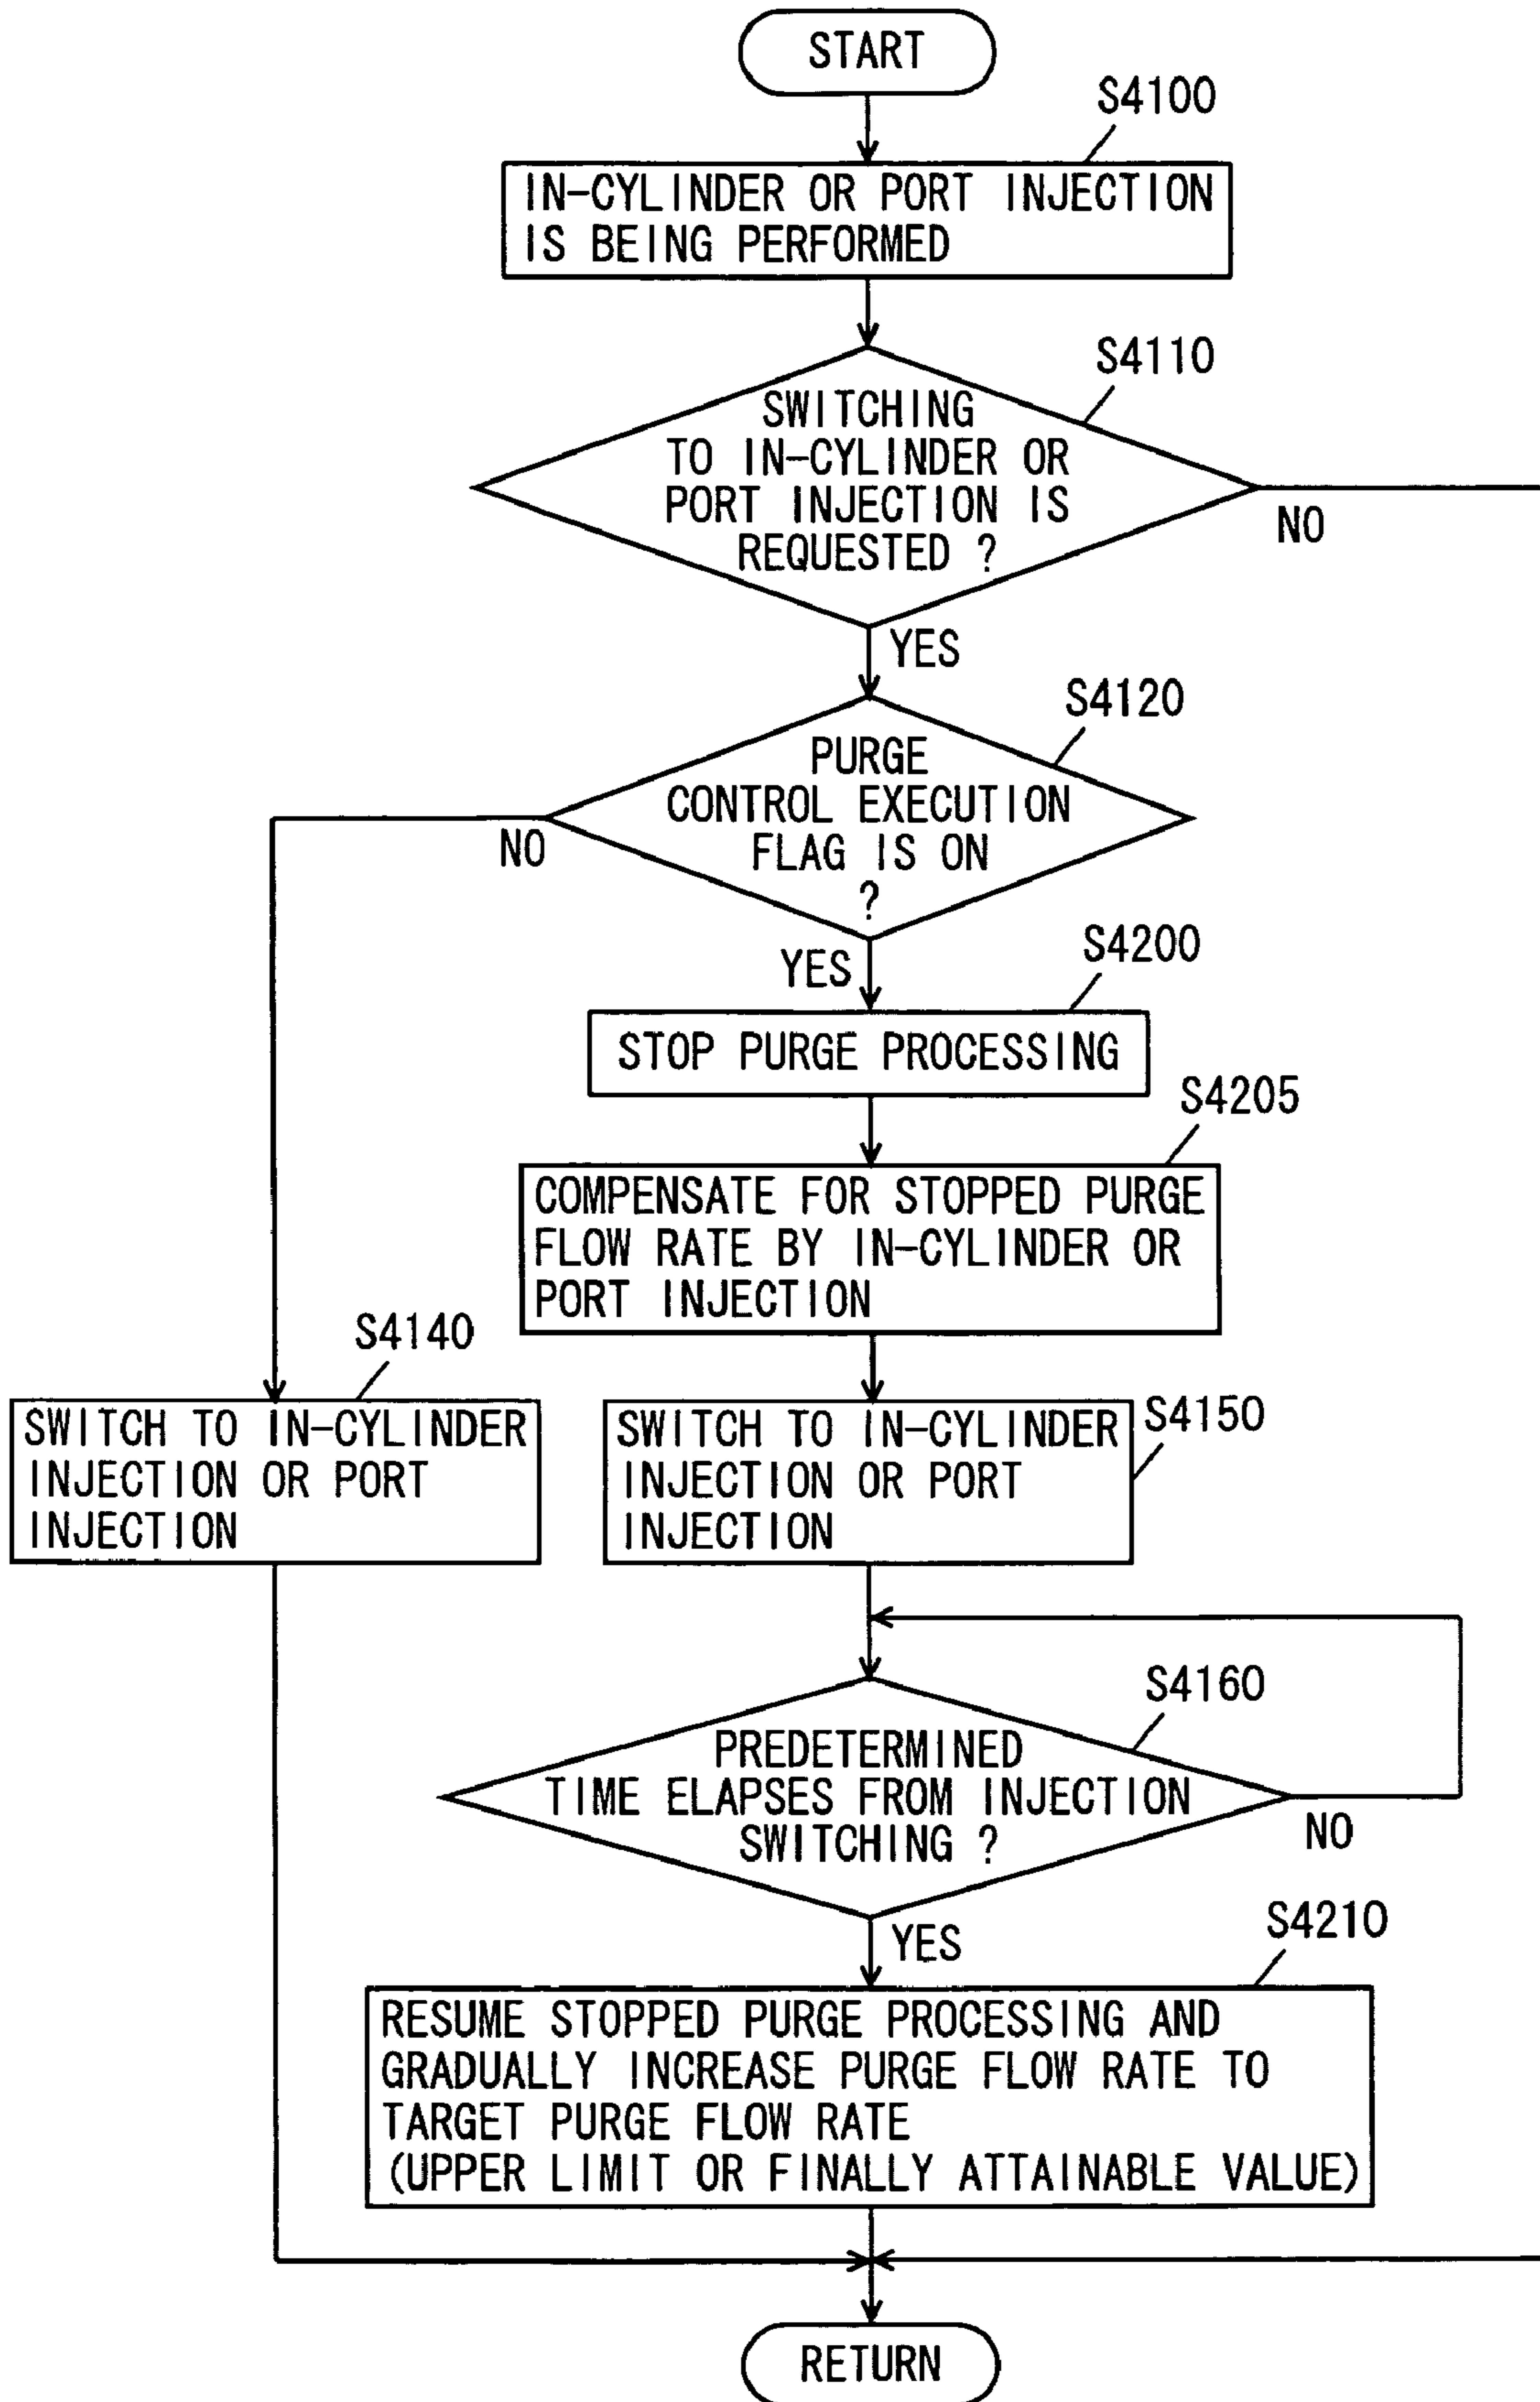 START
S4100
IN-CYLINDER OR PORT INJECTION
IS BEING PERFORMED
S4110
SWITCHING
TO IN-CYLINDER OR
PORT INJECTION IS
REQUESTED ?
NO
YES
S4120
PURGE
CONTROL EXECUTION
FLAG IS ON
?
NO
YES
S4200
STOP PURGE PROCESSING
S4205
COMPENSATE FOR STOPPED PURGE
FLOW RATE BY IN-CYLINDER OR
PORT INJECTION
S4140
SWITCH TO IN-CYLINDER
INJECTION OR PORT
INJECTION
S4150
SWITCH TO IN-CYLINDER
INJECTION OR PORT
INJECTION
S4160
PREDETERMINED
TIME ELAPSES FROM INJECTION
SWITCHING ?
NO
YES
S4210
RESUME STOPPED PURGE PROCESSING AND
GRADUALLY INCREASE PURGE FLOW RATE TO
TARGET PURGE FLOW RATE
(UPPER LIMIT OR FINALLY ATTAINABLE VALUE)
RETURN